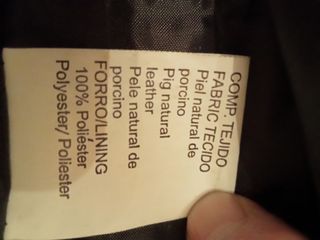 COMP. TEJIDO
FABRIC TECIDO
Piel natural de
porcino
Pig natural
leather
Pele natural de
porcino
FORRO/LINING
100% Poliéster
Polyester/ Poliester